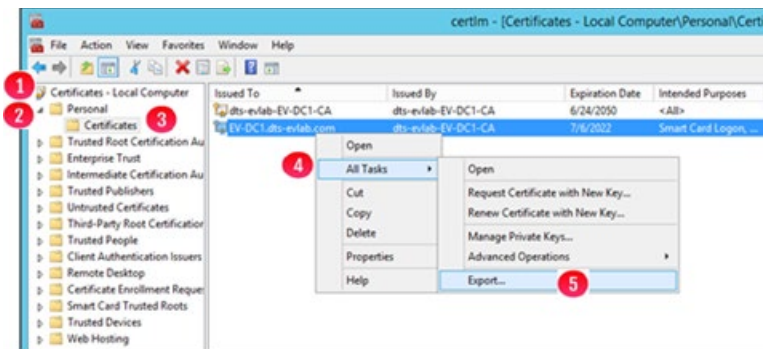 certlm - [Certificates - Local Computer\Personal\Certi
File Action View Favorites Window Help
1 Certificates - Local Computer
Issued To Issued By Expiration Date Intended Purposes
2 Personal
dts-evlab-EV-DC1-CA dts-evlab-EV-DC1-CA 6/24/2050 <All>
Certificates 3
EV-DC1.dts-evlab.com dts-evlab-EV-DC1-CA 7/6/2022 Smart Card Logon, ...
Trusted Root Certification Au
Enterprise Trust
Intermediate Certification Au
Trusted Publishers
Untrusted Certificates
Third-Party Root Certification
Trusted People
Client Authentication Issuers
Remote Desktop
Certificate Enrollment Reque
Smart Card Trusted Roots
Trusted Devices
Web Hosting
Open
4 All Tasks
Cut
Copy
Delete
Properties
Help
Open
Request Certificate with New Key...
Renew Certificate with New Key...
Manage Private Keys...
Advanced Operations
Export... 5